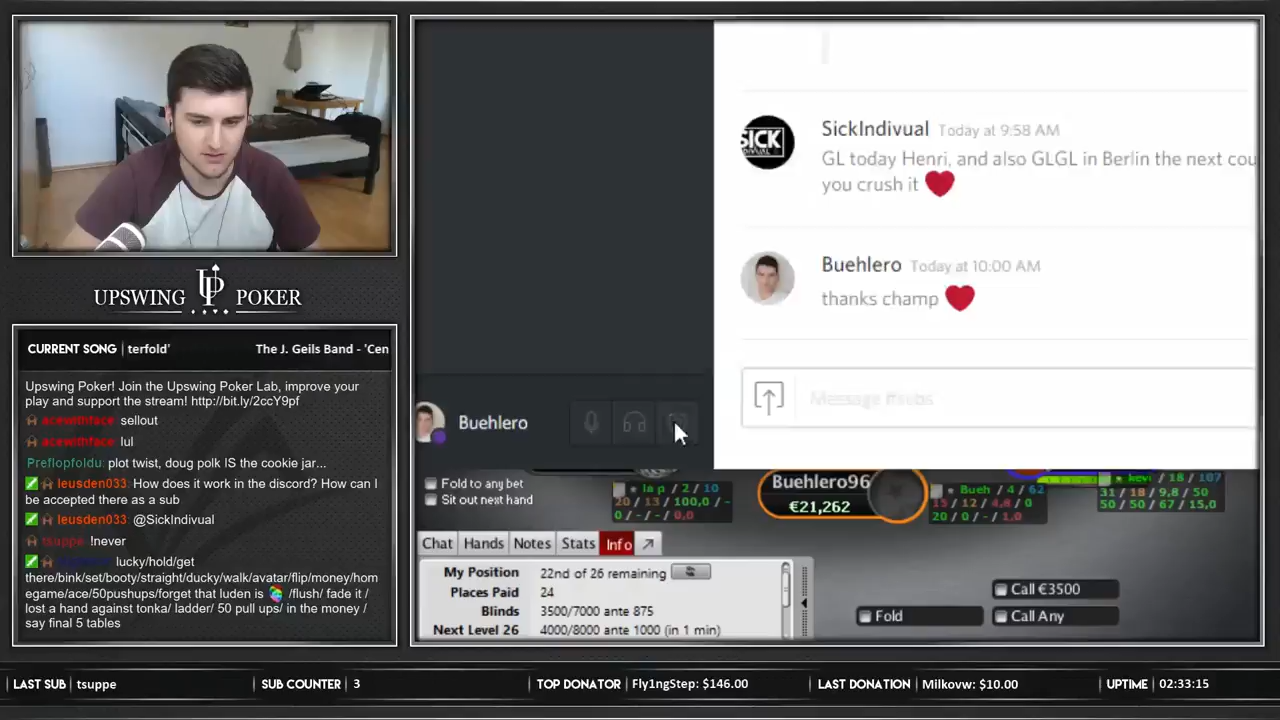 SickIndivual Today at 9:58 AM
GL today Henri, and also GLGL in Berlin the next cou
you crush it
SICK
Buehlero Today at 10:00 AM
thanks champ
Buehlero
UPSWING UP POKER
CURRENT SONG | terfold' The J. Geils Band - 'Cen
Upswing Poker! Join the Upswing Poker Lab, improve your
play and support the stream! http://bit.ly/2ccY9pf
acewithface: sellout
acewithface: lul
Preflopfoldu: plot twist, doug polk IS the cookie jar...
leusden033: How does it work in the discord? How can I
be accepted there as a sub
leusden033: @SickIndivual
tsuppe: !never
lucky/hold/get
there/bink/set/booty/straight/ducky/walk/avatar/flip/money/hom
egame/ace/50pushups/forget that luden is /flush/ fade it /
lost a hand against tonka/ ladder/ 50 pull ups/ in the money /
say final 5 tables
Fold to any bet
Sit out next hand
Buehlero96
€21,262
Chat Hands Notes Stats Info
My Position 22nd of 26 remaining
Places Paid 24
Blinds 3500/7000 ante 875
Next Level 26 4000/8000 ante 1000 (in 1 min)
Call €3500
Fold
Call Any
LAST SUB | tsuppe
SUB COUNTER | 3
TOP DONATOR | Fly1ngStep: $146.00
LAST DONATION | Milkovw: $10.00
UPTIME | 02:33:15